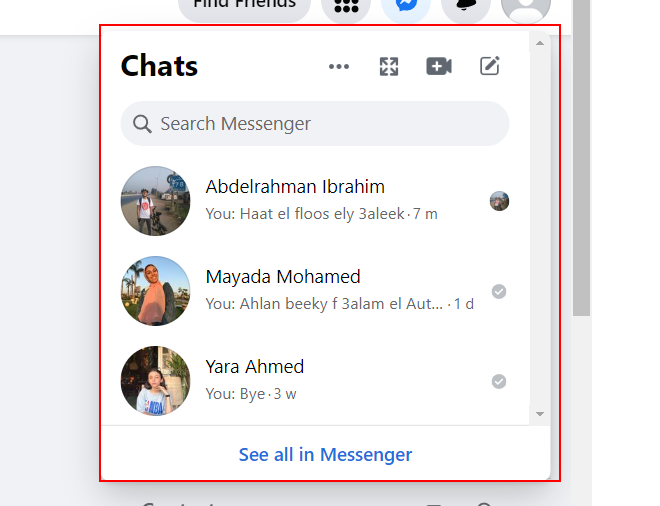 Find Friends
Chats
Search Messenger
Abdelrahman Ibrahim
You: Haat el floos ely 3aleek · 7 m
Mayada Mohamed
You: Ahlan beeky f 3alam el Aut... · 1 d
Yara Ahmed
You: Bye · 3 w
See all in Messenger